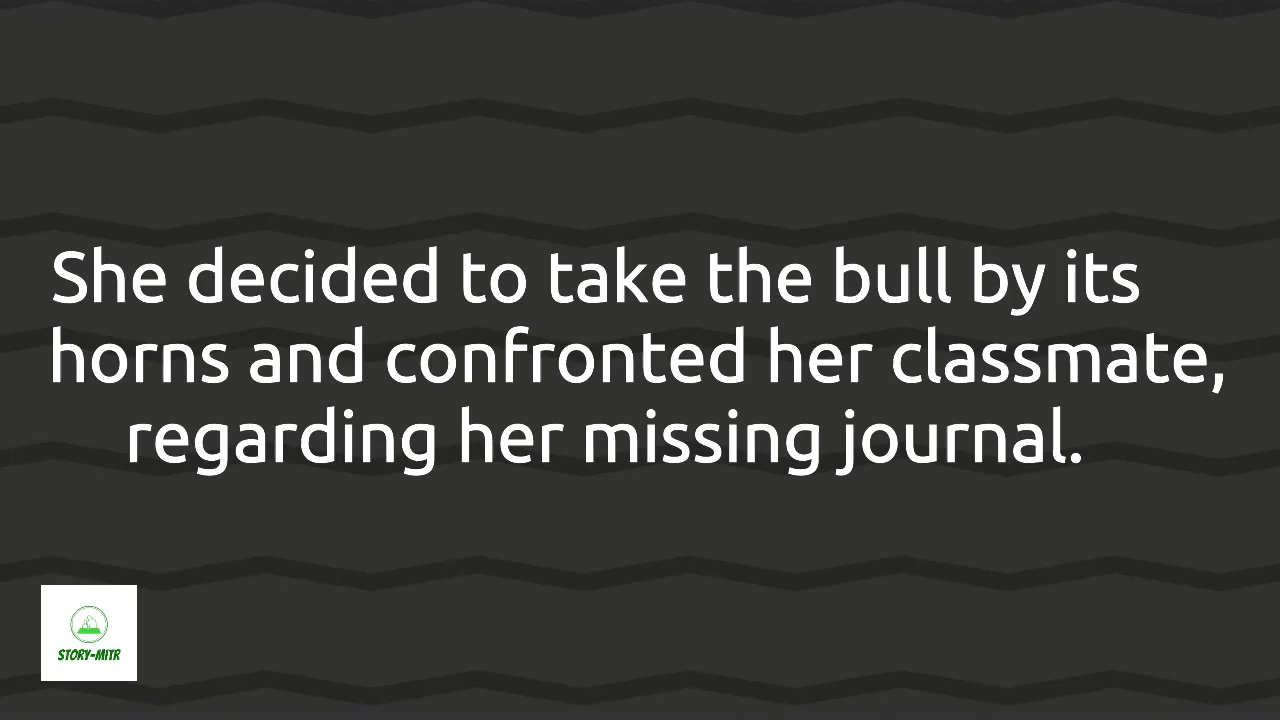 She decided to take the bull by its
horns and confronted her classmate,
regarding her missing journal.
STORY-MITR